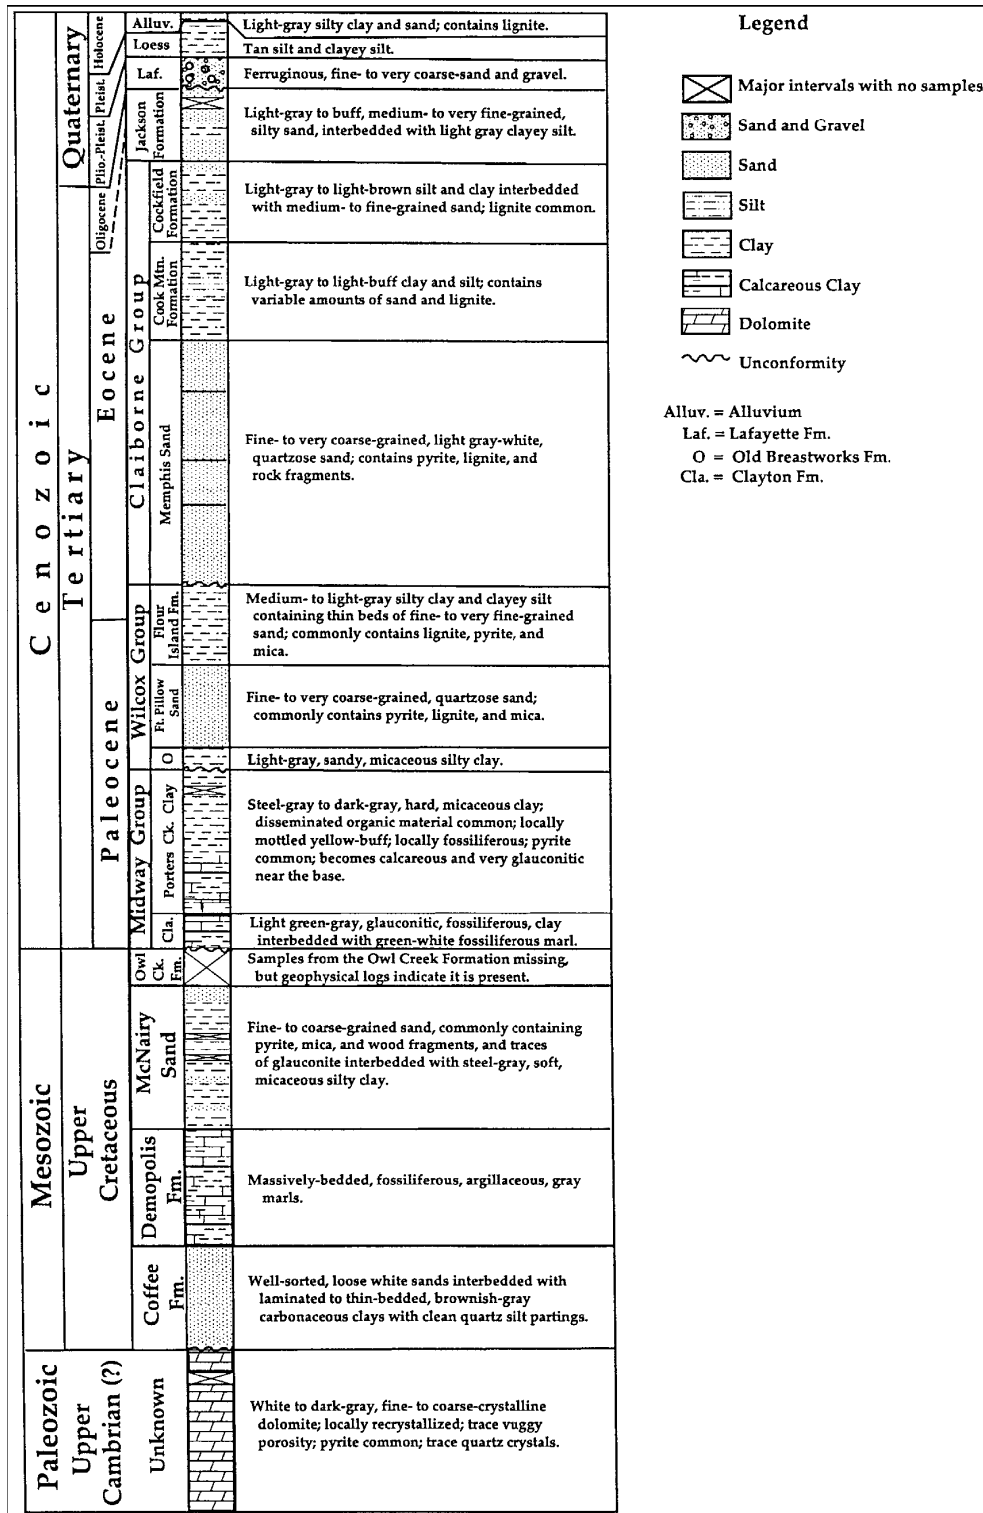 Legend
Major intervals with no samples
Sand and Gravel
Sand
Silt
Clay
Calcareous Clay
Dolomite
Unconformity
Alluv. = Alluvium
Laf. = Lafayette Fm.
O = Old Breastworks Fm.
Cla. = Clayton Fm.
Cenozoic
Quaternary
Holocene
Pleist.
Plio.-Pleist.
Alluv.
Light-gray silty clay and sand; contains lignite.
Loess
Tan silt and clayey silt.
Laf.
Ferruginous, fine- to very coarse-sand and gravel.
Tertiary
Oligocene
Eocene
Jackson
Formation
Light-gray to buff, medium- to very fine-grained,
silty sand, interbedded with light gray clayey silt.
Claiborne Group
Cockfield
Formation
Light-gray to light-brown silt and clay interbedded
with medium- to fine-grained sand; lignite common.
Cook Mtn.
Formation
Light-gray to light-buff clay and silt; contains
variable amounts of sand and lignite.
Memphis Sand
Fine- to very coarse-grained, light gray-white,
quartzose sand; contains pyrite, lignite, and
rock fragments.
Paleocene
Wilcox Group
Flour
Island Fm.
Medium- to light-gray silty clay and clayey silt
containing thin beds of fine- to very fine-grained
sand; commonly contains lignite, pyrite, and
mica.
Ft. Pillow
Sand
Fine- to very coarse-grained, quartzose sand;
commonly contains pyrite, lignite, and mica.
O
Light-gray, sandy, micaceous silty clay.
Midway Group
Porters Ck. Clay
Steel-gray to dark-gray, hard, micaceous clay;
disseminated organic material common; locally
mottled yellow-buff; locally fossiliferous; pyrite
common; becomes calcareous and very glauconitic
near the base.
Cla.
Light green-gray, glauconitic, fossiliferous, clay
interbedded with green-white fossiliferous marl.
Mesozoic
Upper
Cretaceous
Owl
Ck.
Fm.
Samples from the Owl Creek Formation missing,
but geophysical logs indicate it is present.
McNairy
Sand
Fine- to coarse-grained sand, commonly containing
pyrite, mica, and wood fragments, and traces
of glauconite interbedded with steel-gray, soft,
micaceous silty clay.
Demopolis
Fm.
Massively-bedded, fossiliferous, argillaceous, gray
marls.
Coffee
Fm.
Well-sorted, loose white sands interbedded with
laminated to thin-bedded, brownish-gray
carbonaceous clays with clean quartz silt partings.
Paleozoic
Upper
Cambrian (?)
Unknown
White to dark-gray, fine- to coarse-crystalline
dolomite; locally recrystallized; trace vuggy
porosity; pyrite common; trace quartz crystals.